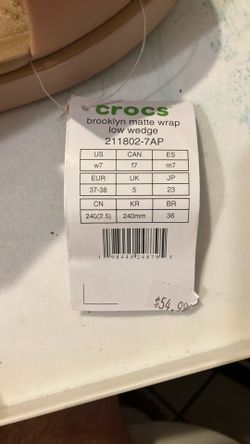 crocs
brooklyn matte wrap
low wedge
211802-7AP
US CAN ES
w7 f7 m7
EUR UK JP
37-38 5 23
CN KR BR
240(2.5) 240mm 36